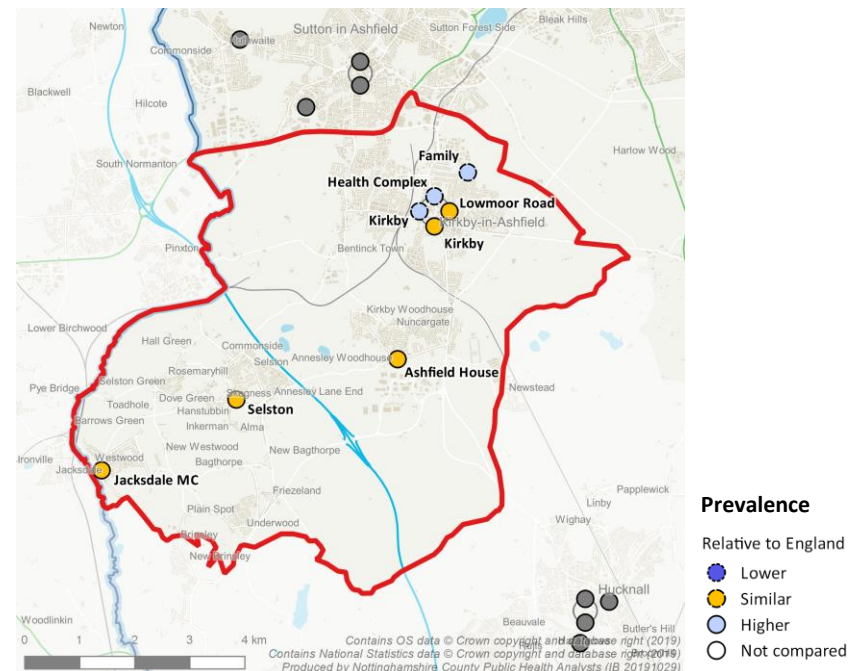 Newton
Sutton in Ashfield
Sutton Forest Side
Bleak Hills
Commonside
Blackwell
Hilcote
Harlow Wood
South Normanton
Family
Health Complex
Lowmoor Road
Kirkby
Kirkby-in-Ashfield
Kirkby
Pinxton
Bentinck Town
Kirkby Woodhouse
Nuncargate
Lower Birchwood
Hall Green
Commonside
Selston
Annesley Woodhouse
Rosemaryhill
Ashfield House
Pye Bridge
Selston Green
Annesley Lane End
Newstead
Toadhole
Dove Green
Hanstubbin
Selston
Barrows Green
Inkerman
Alma
New Westwood
New Bagthorpe
Ironville
Westwood
Bagthorpe
Jacksdale
Jacksdale MC
Friezeland
Papplewick
Linby
Plain Spot
Wighay
Underwood
Brinsley
New Brinsley
Hucknall
Woodlinkin
Beauvale
Butler's Hill
0 1 2 3 4 km
Contains OS data © Crown copyright and database right (2019)
Contains National Statistics data © Crown copyright and database right (2019)
Produced by Nottinghamshire County Public Health Analysts (IB 20191029)
Prevalence
Relative to England
Lower
Similar
Higher
Not compared